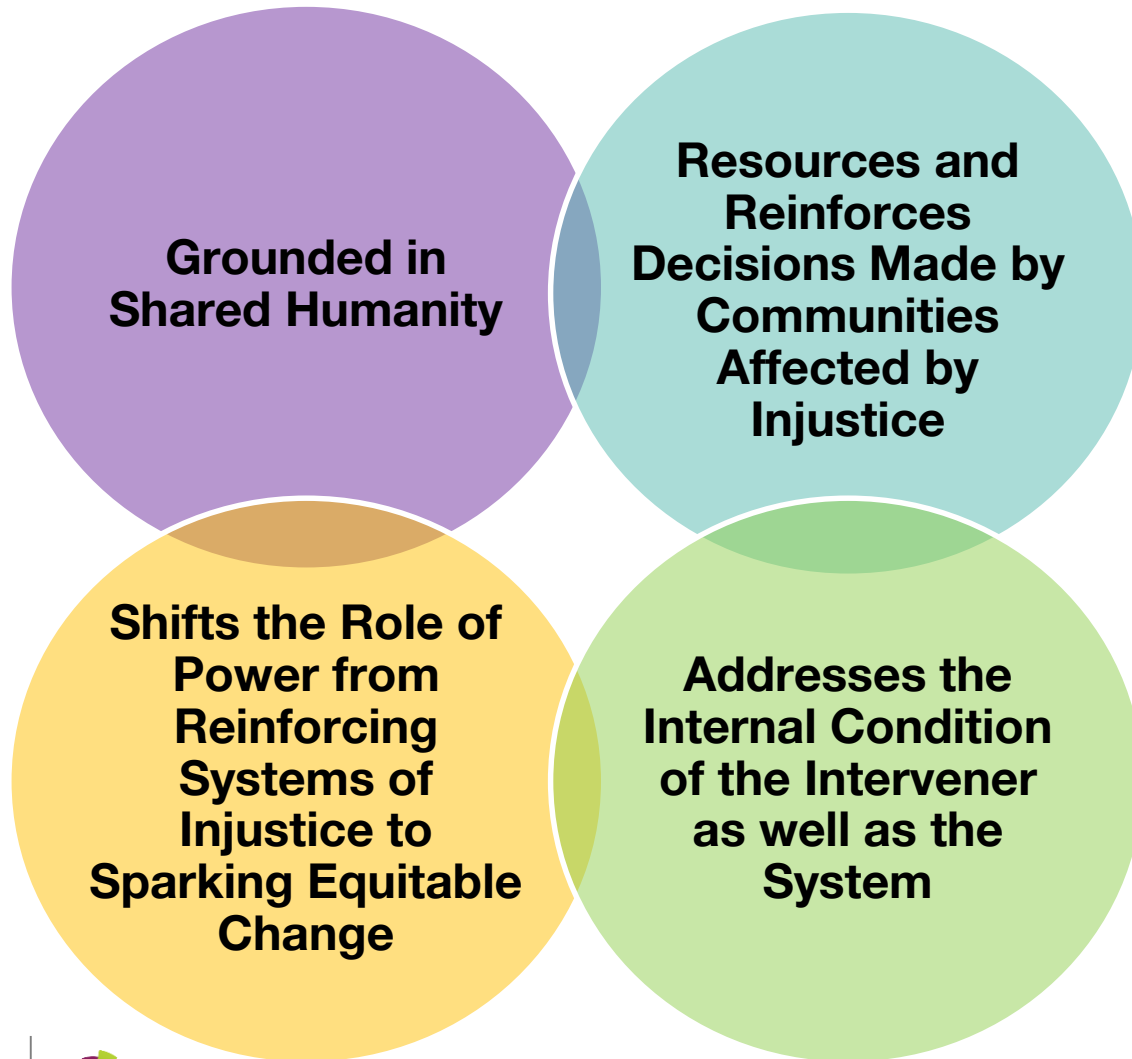 Grounded in
Shared Humanity
Resources and
Reinforces
Decisions Made by
Communities
Affected by
Injustice
Shifts the Role of
Power from
Reinforcing
Systems of
Injustice to
Sparking Equitable
Change
Addresses the
Internal Condition
of the Intervener
as well as the
System